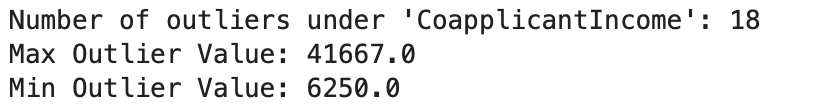 Number of outliers under 'CoapplicantIncome': 18
Max Outlier Value: 41667.0
Min Outlier Value: 6250.0